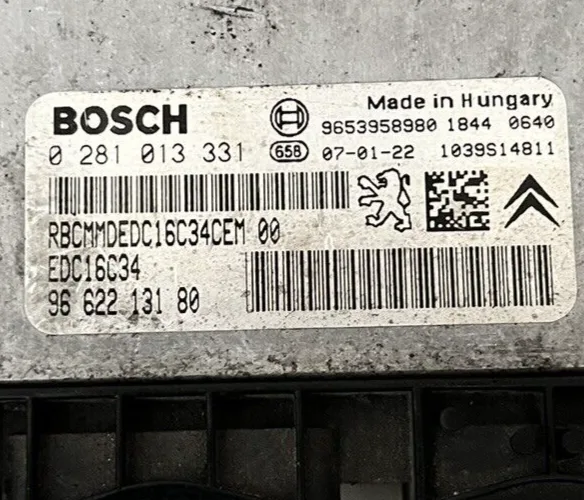 BOSCH
Made in Hungary
9653958980 1844 0640
0 281 013 331
658 07-01-22 1039S14811
RBCMMDEDC16C34CEM 00
EDC16C34
96 622 131 80